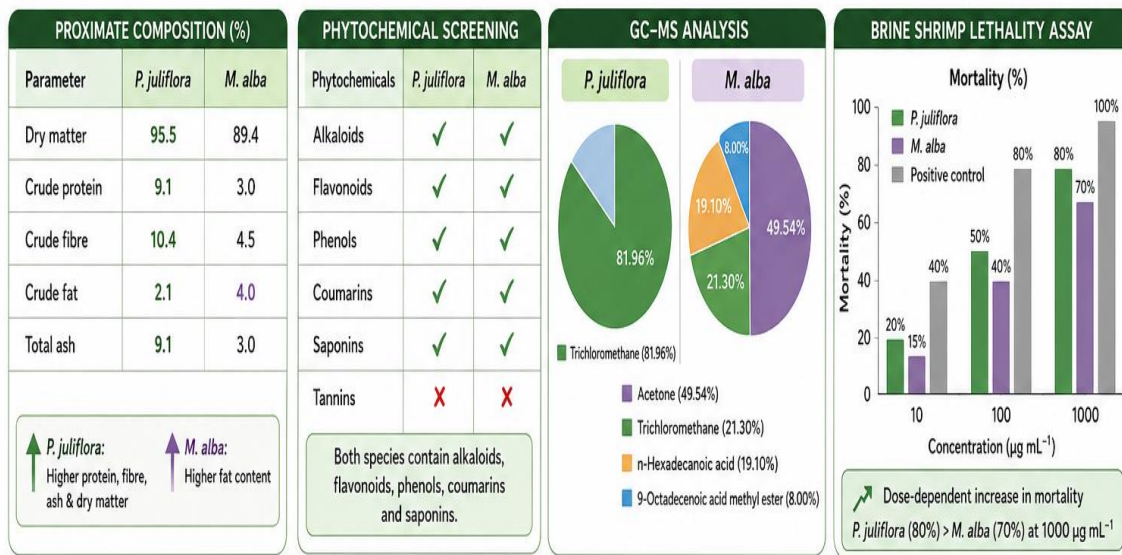 PROXIMATE COMPOSITION (%)
Parameter P. juliflora M. alba
Dry matter 95.5 89.4
Crude protein 9.1 3.0
Crude fibre 10.4 4.5
Crude fat 2.1 4.0
Total ash 9.1 3.0
P. juliflora:
Higher protein, fibre,
ash & dry matter
M. alba:
Higher fat content
PHYTOCHEMICAL SCREENING
Phytochemicals P. juliflora M. alba
Alkaloids ✓ ✓
Flavonoids ✓ ✓
Phenols ✓ ✓
Coumarins ✓ ✓
Saponins ✓ ✓
Tannins ✗ ✗
Both species contain alkaloids,
flavonoids, phenols, coumarins
and saponins.
GC–MS ANALYSIS
P. juliflora
81.96%
Trichloromethane (81.96%)
M. alba
8.00%
19.10%
49.54%
21.30%
Acetone (49.54%)
Trichloromethane (21.30%)
n-Hexadecanoic acid (19.10%)
9-Octadecenoic acid methyl ester (8.00%)
BRINE SHRIMP LETHALITY ASSAY
Mortality (%)
P. juliflora
M. alba
Positive control
Mortality (%)
100
80
60
40
20
0
20% 15% 40%
50% 40% 80%
80% 70% 100%
10 100 1000
Concentration (µg mL⁻¹)
Dose-dependent increase in mortality
P. juliflora (80%) > M. alba (70%) at 1000 µg mL⁻¹